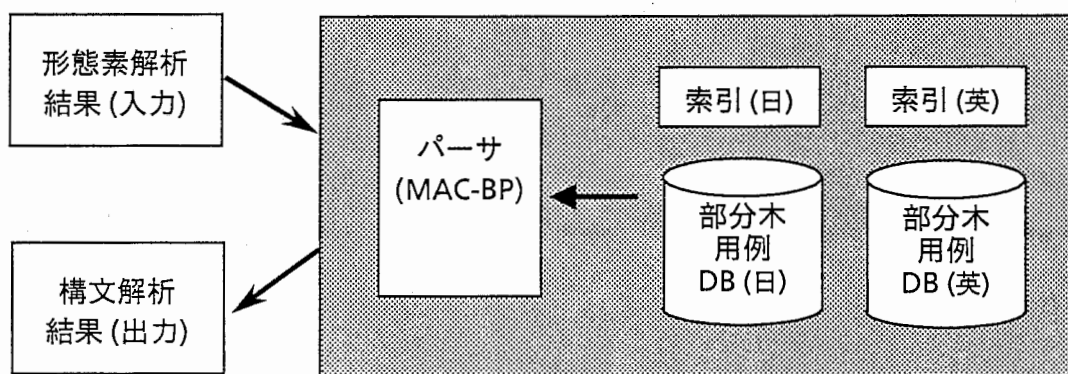 形態素解析
結果 (入力)
構文解析
結果 (出力)
パーサ
(MAC-BP)
索引 (日)
索引 (英)
部分木
用例
DB (日)
部分木
用例
DB (英)